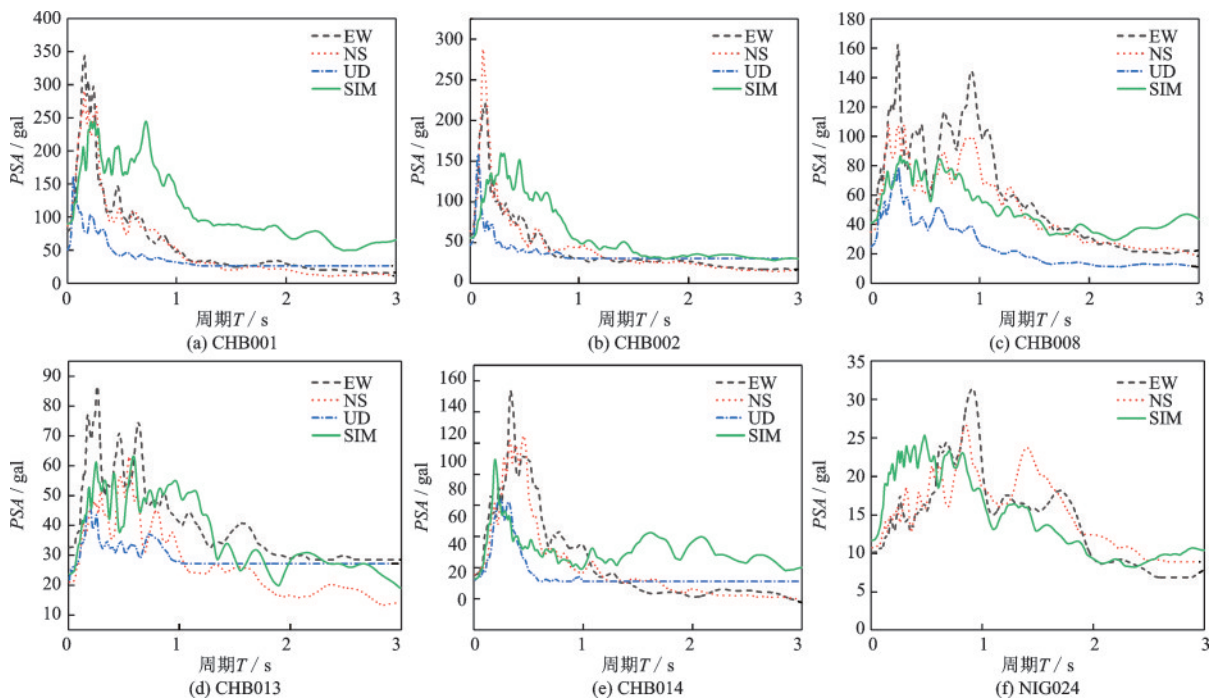 400
350
300
250
200
150
100
50
0
PSA / gal
EW
NS
UD
SIM
0 1 2 3
周期T / s
(a) CHB001
300
250
200
150
100
50
0
PSA / gal
EW
NS
UD
SIM
0 1 2 3
周期T / s
(b) CHB002
180
160
140
120
100
80
60
40
20
0
PSA / gal
EW
NS
UD
SIM
0 1 2 3
周期T / s
(c) CHB008
90
80
70
60
50
40
30
20
10
PSA / gal
EW
NS
UD
SIM
0 1 2 3
周期T / s
(d) CHB013
160
140
120
100
80
60
40
20
0
PSA / gal
EW
NS
UD
SIM
0 1 2 3
周期T / s
(e) CHB014
35
30
25
20
15
10
5
0
PSA / gal
EW
NS
SIM
0 1 2 3
周期T / s
(f) NIG024